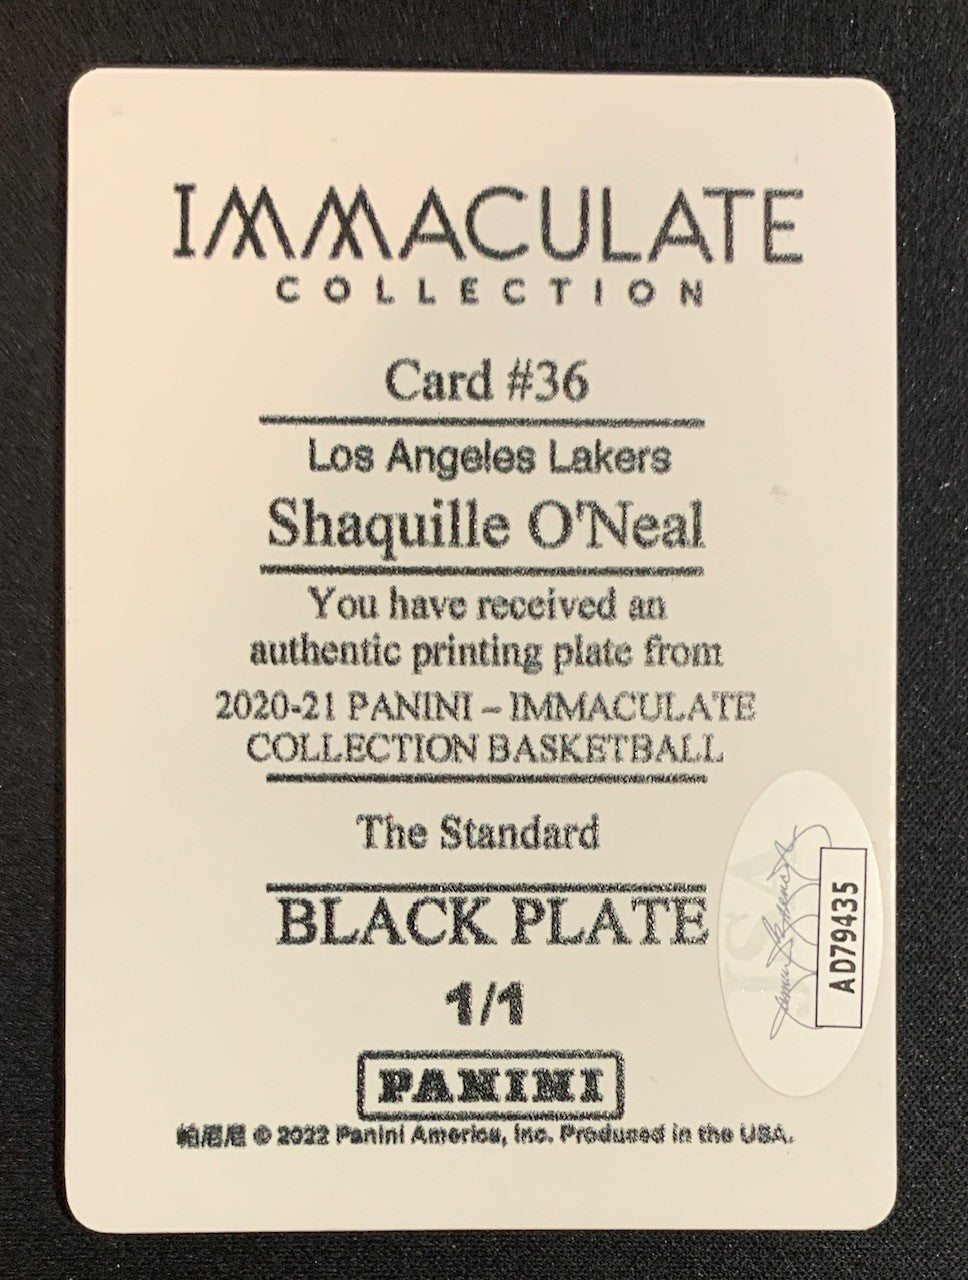 IMMACULATE
COLLECTION
Card #36
Los Angeles Lakers
Shaquille O'Neal
You have received an
authentic printing plate from
2020-21 PANINI – IMMACULATE
COLLECTION BASKETBALL
The Standard
BLACK PLATE
1/1
PANINI
帕尼尼 © 2022 Panini America, Inc. Produced in the USA.
JSA
AD79435